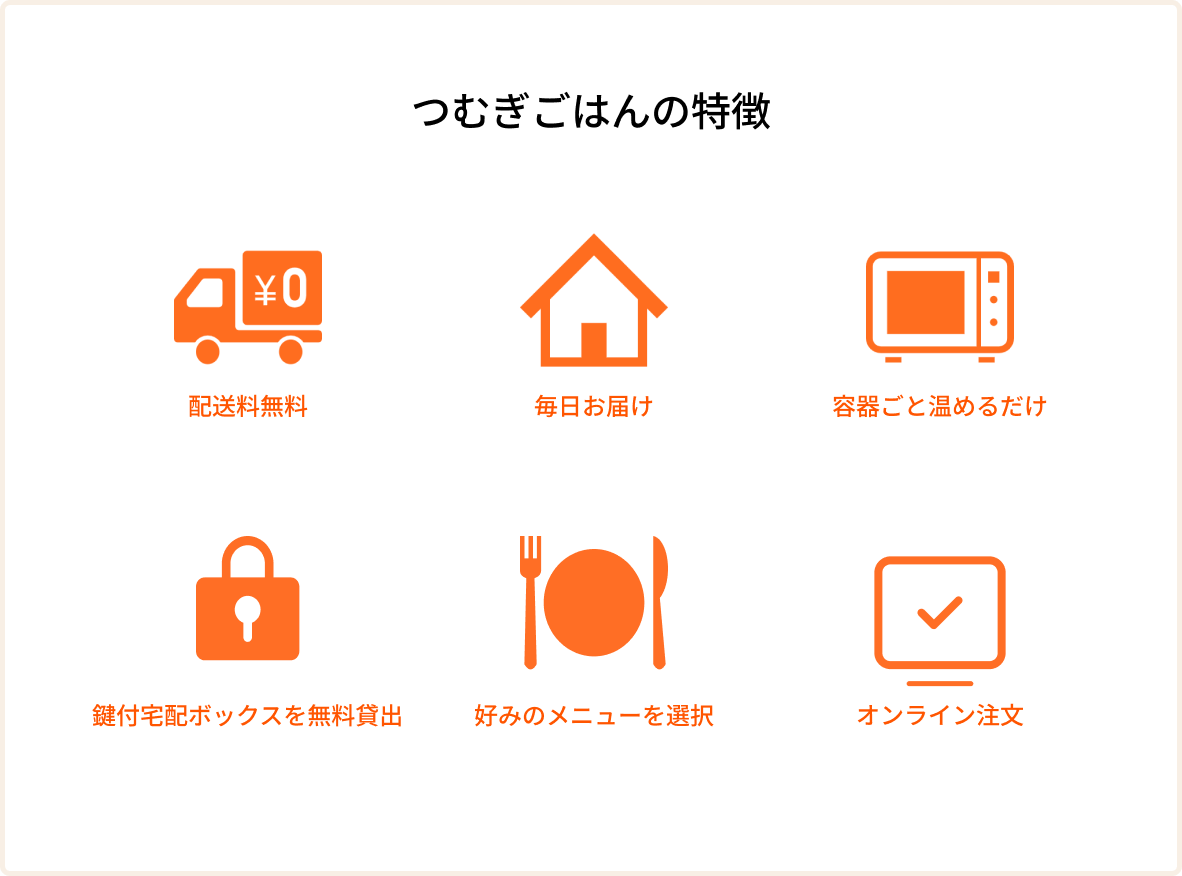 つむぎごはんの特徴
¥0
配送料無料
毎日お届け
容器ごと温めるだけ
鍵付宅配ボックスを無料貸出
好みのメニューを選択
オンライン注文